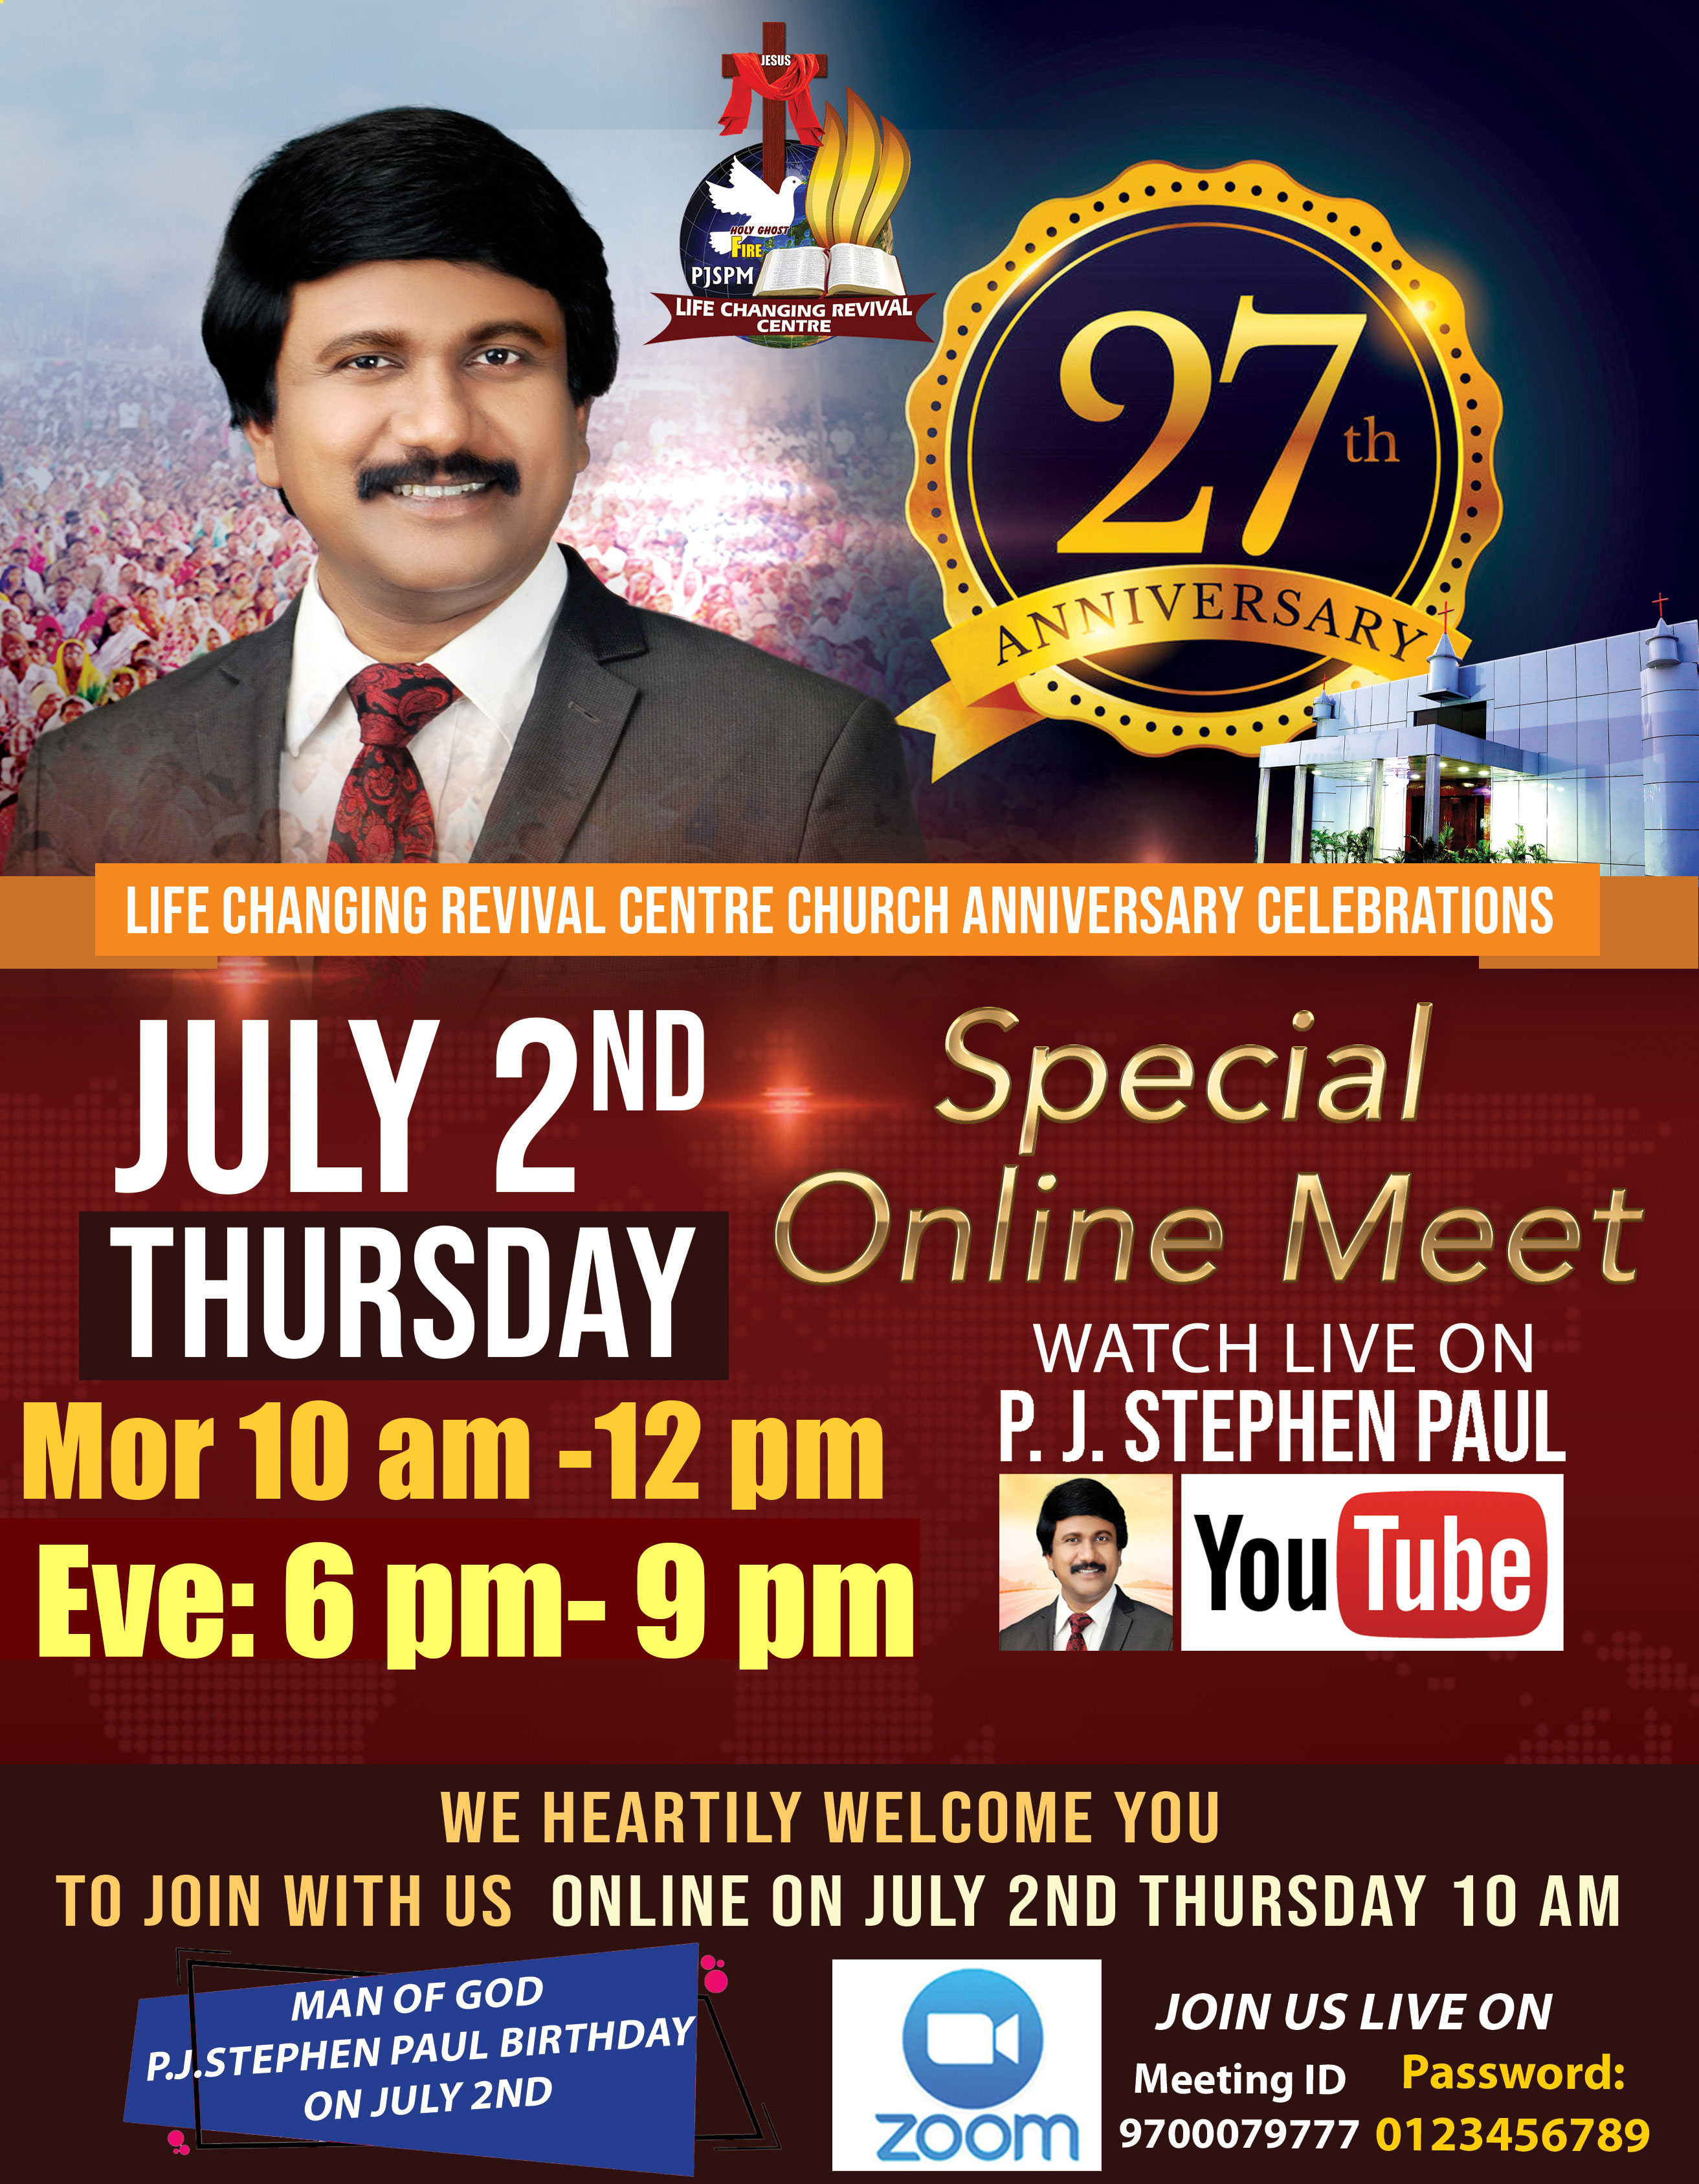 JESUS
HOLY GHOST
FIRE
PJSPM
LIFE CHANGING REVIVAL
CENTRE
27th
ANNIVERSARY
LIFE CHANGING REVIVAL CENTRE CHURCH ANNIVERSARY CELEBRATIONS
JULY 2ND
THURSDAY
Mor 10 am -12 pm
Eve: 6 pm- 9 pm
Special
Online Meet
WATCH LIVE ON
P. J. STEPHEN PAUL
YouTube
WE HEARTILY WELCOME YOU
TO JOIN WITH US ONLINE ON JULY 2ND THURSDAY 10 AM
MAN OF GOD
P.J.STEPHEN PAUL BIRTHDAY
ON JULY 2ND
zoom
JOIN US LIVE ON
Meeting ID Password:
9700079777 0123456789